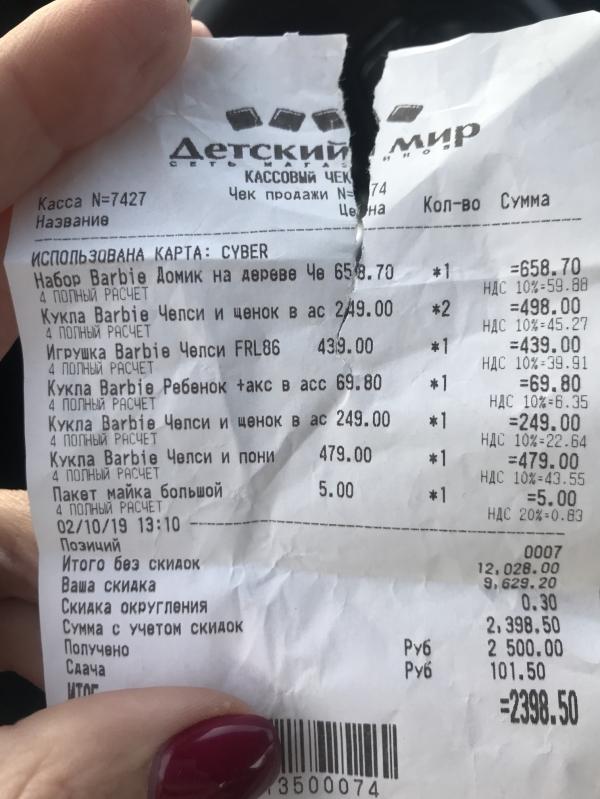 Детский мир
СЕТЬ МАГАЗИНОВ
КАССОВЫЙ ЧЕК
Касса N=7427 Чек продажи N= 74
Название Цена Кол-во Сумма
ИСПОЛЬЗОВАНА КАРТА: CYBER
Набор Barbie Домик на дереве Че 658.70 *1 =658.70
4 ПОЛНЫЙ РАСЧЕТ НДС 10%=59.88
Кукла Barbie Челси и щенок в ас 249.00 *2 =498.00
4 ПОЛНЫЙ РАСЧЕТ НДС 10%=45.27
Игрушка Barbie Челси FRL86 439.00 *1 =439.00
4 ПОЛНЫЙ РАСЧЕТ НДС 10%=39.91
Кукла Barbie Ребенок +акс в асс 69.80 *1 =69.80
4 ПОЛНЫЙ РАСЧЕТ НДС 10%=6.35
Кукла Barbie Челси и щенок в ас 249.00 *1 =249.00
4 ПОЛНЫЙ РАСЧЕТ НДС 10%=22.64
Кукла Barbie Челси и пони 479.00 *1 =479.00
4 ПОЛНЫЙ РАСЧЕТ НДС 10%=43.55
Пакет майка большой 5.00 *1 =5.00
4 ПОЛНЫЙ РАСЧЕТ НДС 20%=0.83
02/10/19 13:10
Позиций 0007
Итого без скидок 12,028.00
Ваша скидка 9,629.20
Скидка округления 0.30
Сумма с учетом скидок 2,398.50
Получено Руб 2 500.00
Сдача Руб 101.50
ИТОГ =2398.50
3500074